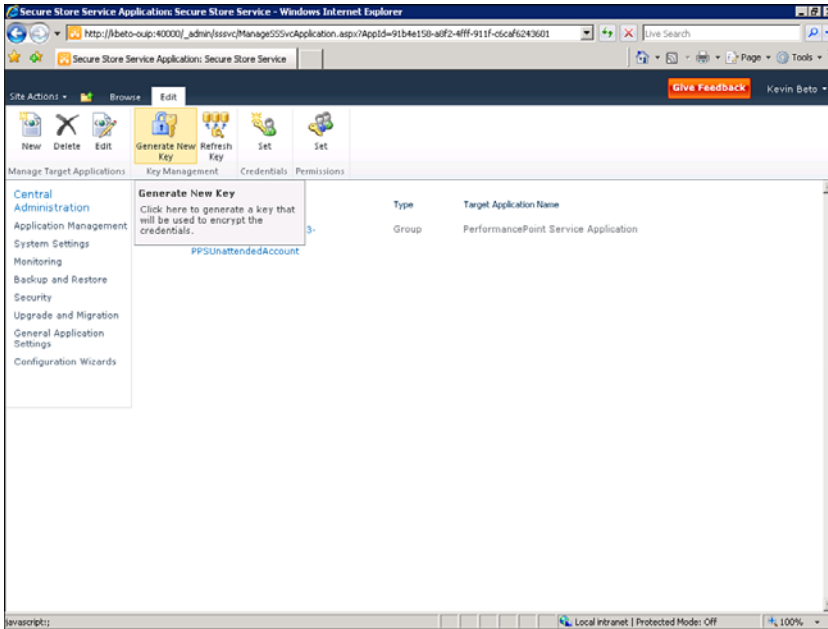 Secure Store Service Application: Secure Store Service - Windows Internet Explorer
http://kbeto-ouip:40000/_admin/sssvc/ManageSSSvcApplication.aspx?AppId=91b4e158-a8f2-4fff-911f-c6caf6243601
Live Search
Secure Store Service Application: Secure Store Service
Page
Tools
Give Feedback
Kevin Beto
Site Actions
Browse
Edit
New
Delete
Edit
Generate New
Key
Refresh
Key
Set
Set
Manage Target Applications
Key Management
Credentials
Permissions
Central
Administration
Application Management
System Settings
Monitoring
Backup and Restore
Security
Upgrade and Migration
General Application
Settings
Configuration Wizards
Generate New Key
Click here to generate a key that
will be used to encrypt the
credentials.
Type
Target Application Name
3-
PPSUnattendedAccount
Group
PerformancePoint Service Application
javascript:;
Local intranet | Protected Mode: Off
100%